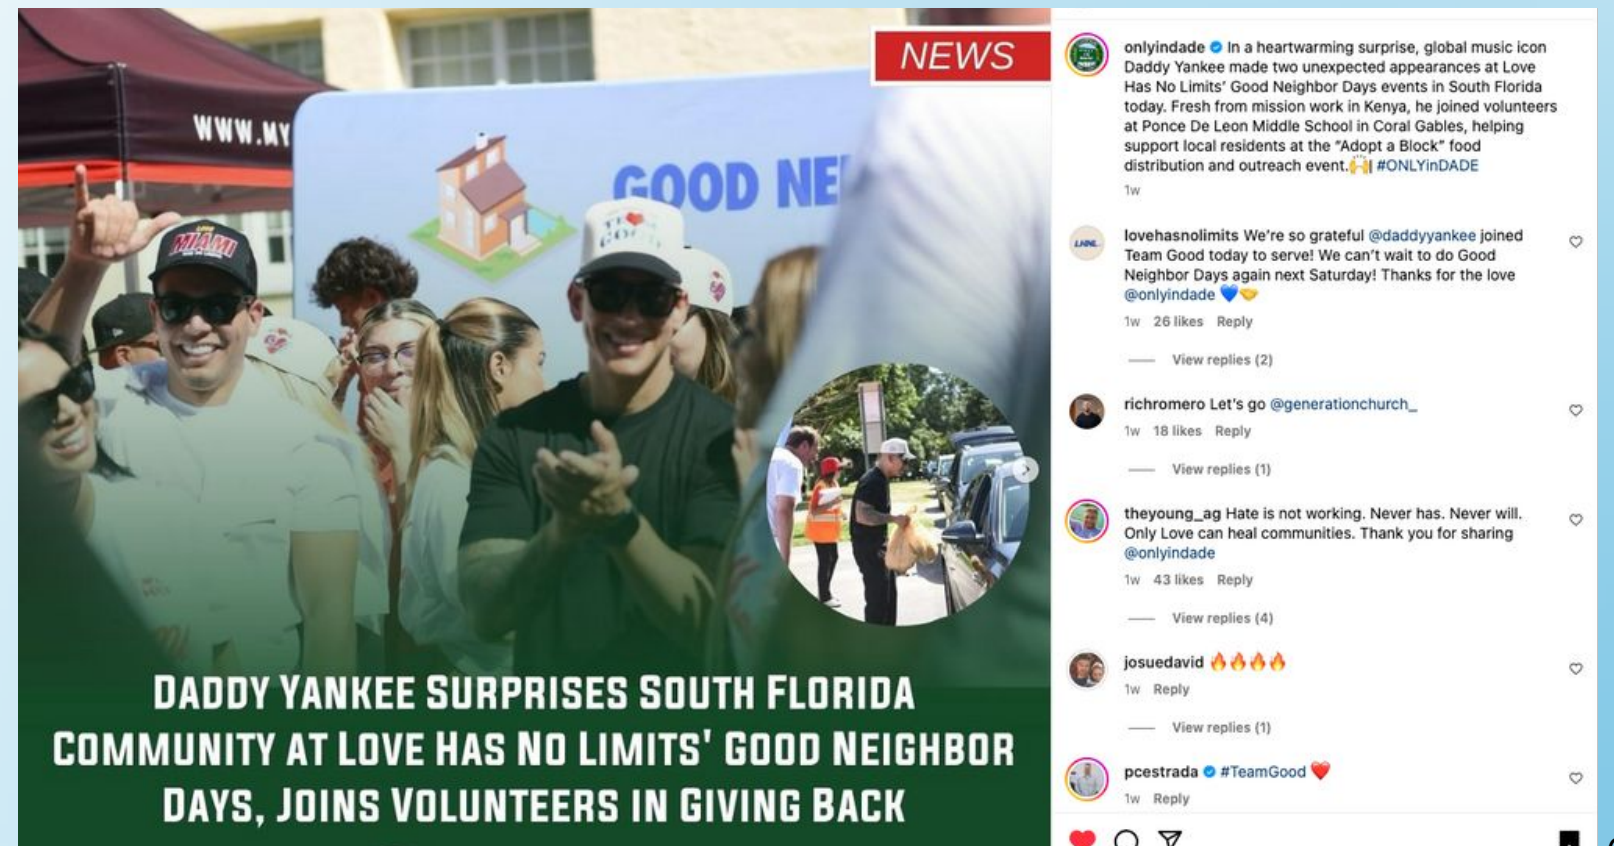 NEWS
WWW.MY
GOOD NE
MIAMI
DADDY YANKEE SURPRISES SOUTH FLORIDA
COMMUNITY AT LOVE HAS NO LIMITS' GOOD NEIGHBOR
DAYS, JOINS VOLUNTEERS IN GIVING BACK
onlyindade In a heartwarming surprise, global music icon
Daddy Yankee made two unexpected appearances at Love
Has No Limits' Good Neighbor Days events in South Florida
today. Fresh from mission work in Kenya, he joined volunteers
at Ponce De Leon Middle School in Coral Gables, helping
support local residents at the "Adopt a Block" food
distribution and outreach event.🙌| #ONLYinDADE
1w
LHNL
lovehasnolimits We're so grateful @daddyyankee joined
Team Good today to serve! We can't wait to do Good
Neighbor Days again next Saturday! Thanks for the love
@onlyindade 💙🤝
1w 26 likes Reply
View replies (2)
richromero Let's go @generationchurch_
1w 18 likes Reply
View replies (1)
theyoung_ag Hate is not working. Never has. Never will.
Only Love can heal communities. Thank you for sharing
@onlyindade
1w 43 likes Reply
View replies (4)
josuedavid 🔥🔥🔥🔥
1w Reply
View replies (1)
pcestrada #TeamGood ❤️
1w Reply